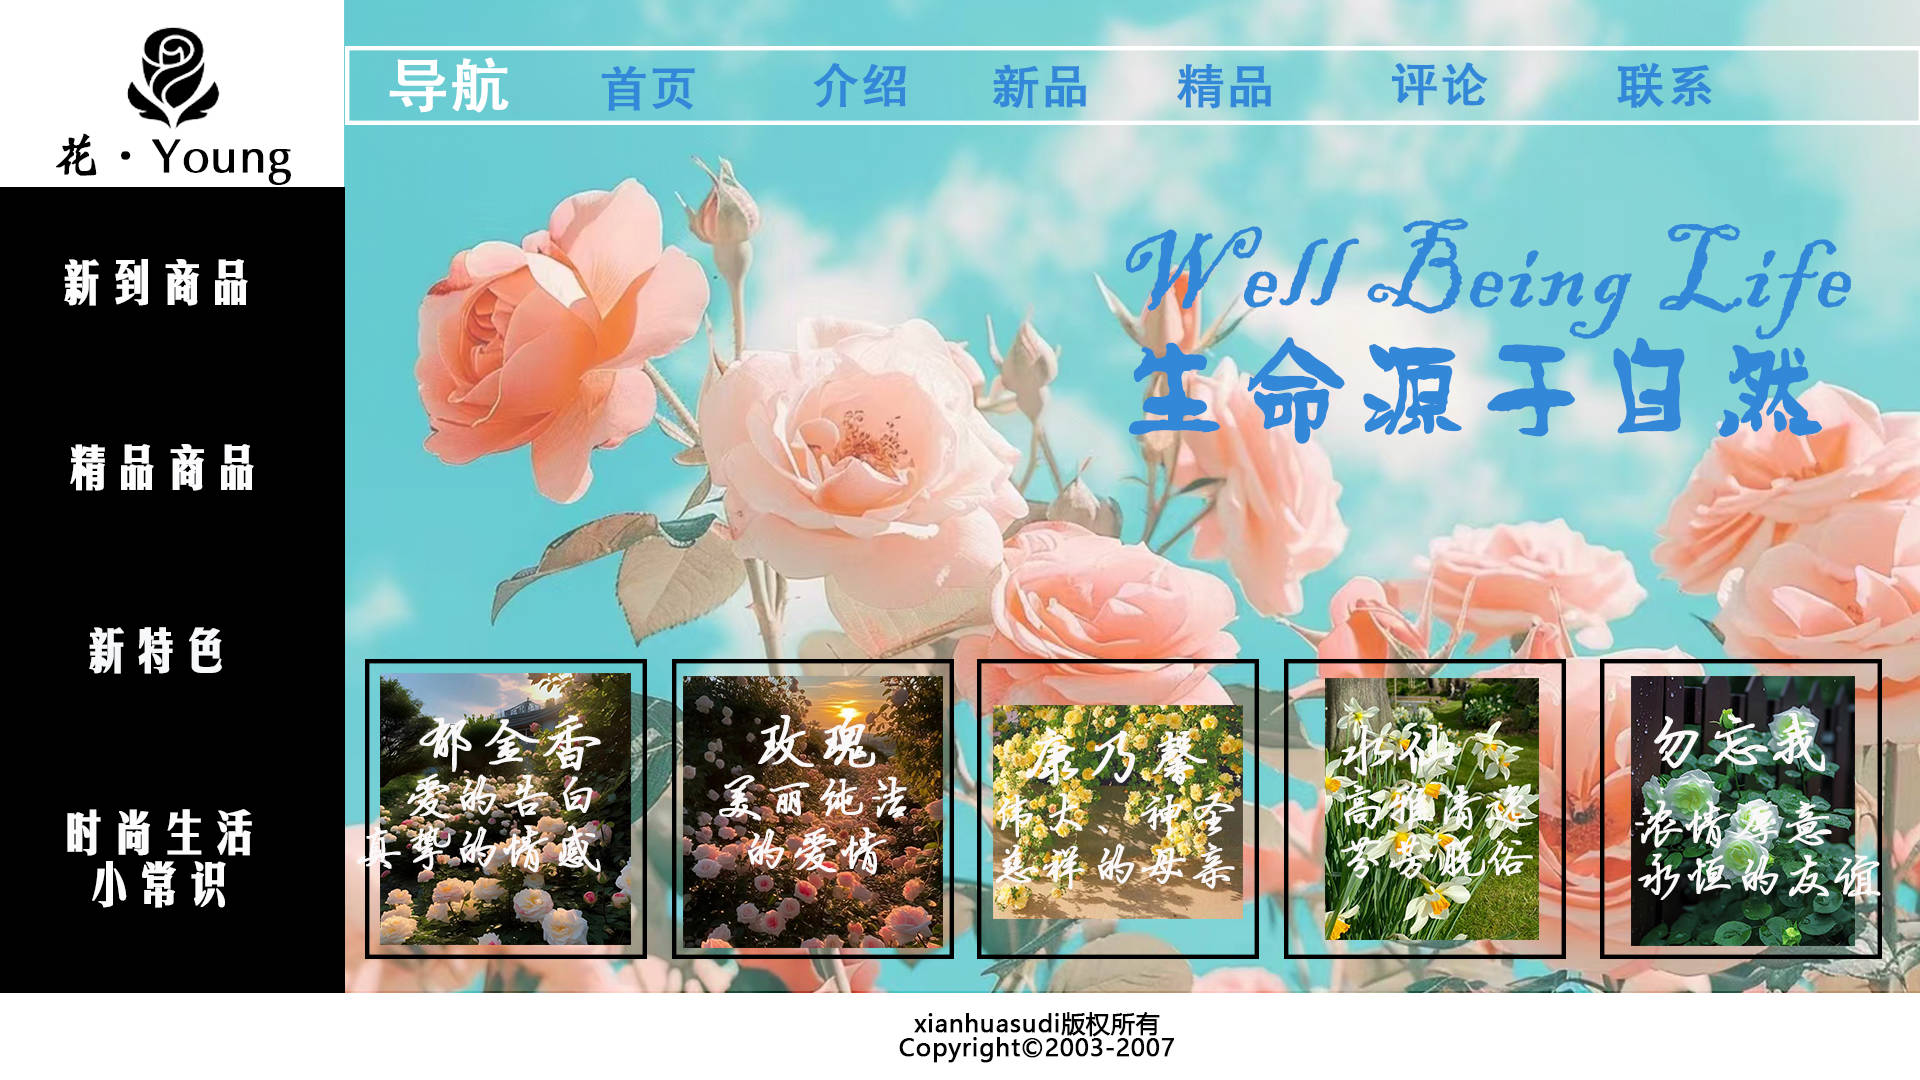 花·Young
导航 首页 介绍 新品 精品 评论 联系
新到商品
精品商品
新特色
时尚生活
小常识
Well Being Life
生命源于自然
郁金香
爱的告白
真挚的情感
玫瑰
美丽纯洁
的爱情
康乃馨
伟大、神圣
慈祥的母亲
水仙
高雅清逸
芬芳脱俗
勿忘我
浓情厚意
永恒的友谊
xianhuasudi版权所有
Copyright©2003-2007